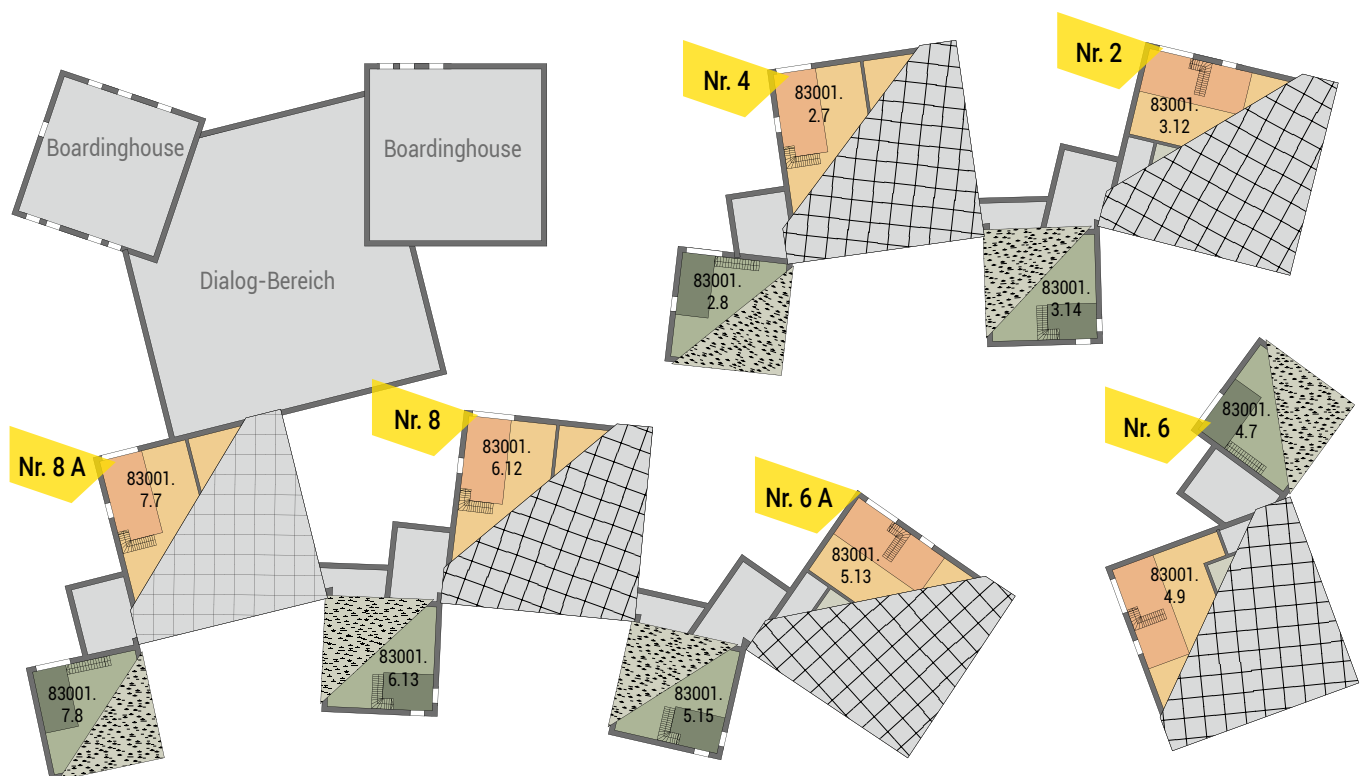 Nr. 4
83001.
2.7
Nr. 2
83001.
3.12
Boardinghouse
Boardinghouse
Dialog-Bereich
83001.
2.8
83001.
3.14
Nr. 8 A
83001.
7.7
Nr. 8
83001.
6.12
Nr. 6 A
83001.
5.13
Nr. 6
83001.
4.7
83001.
4.9
83001.
7.8
83001.
6.13
83001.
5.15